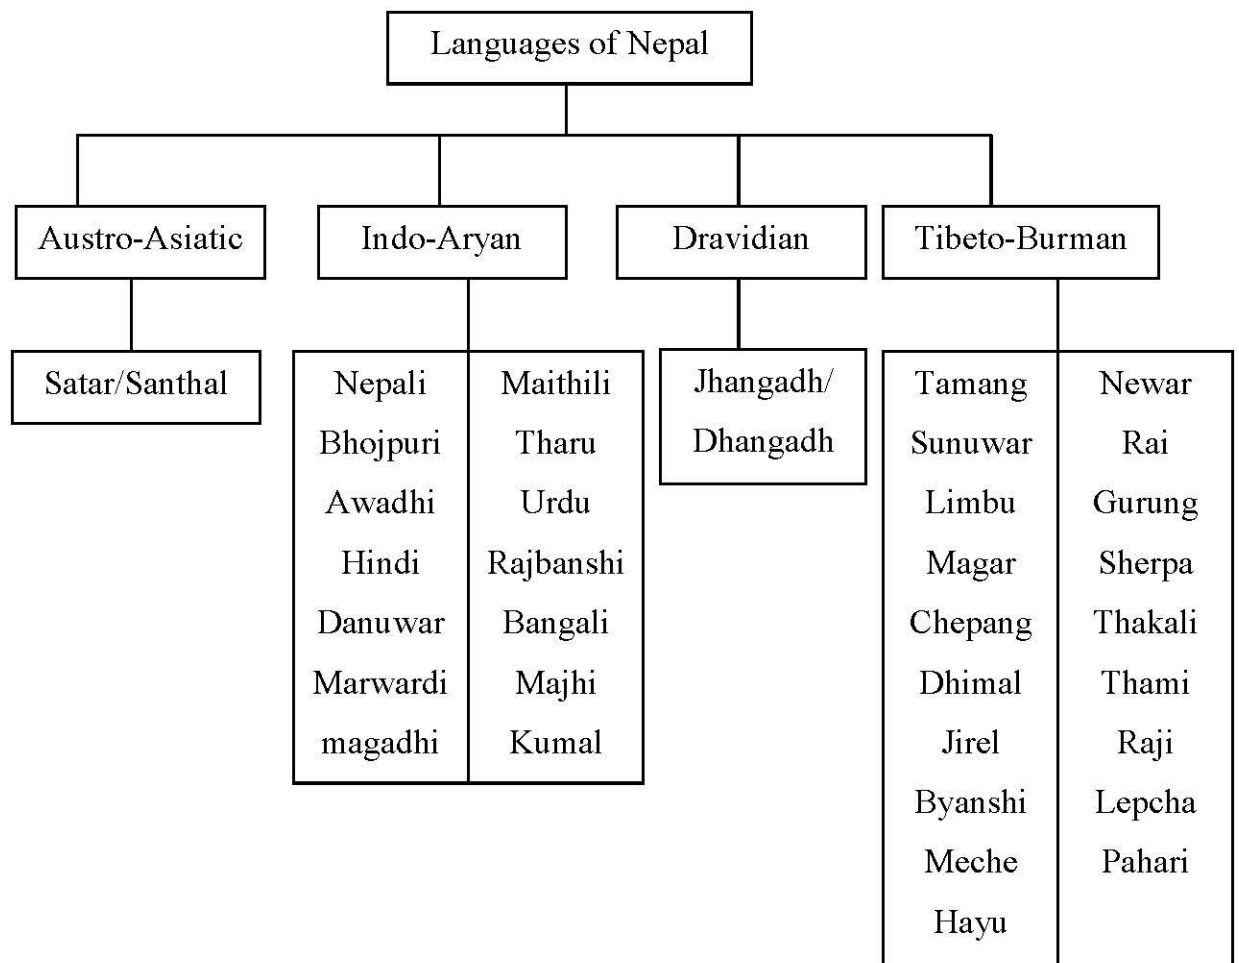 Languages of Nepal
Austro-Asiatic
Indo-Aryan
Dravidian
Tibeto-Burman
Satar/Santhal
Nepali
Bhojpuri
Awadhi
Hindi
Danuwar
Marwardi
magadhi
Maithili
Tharu
Urdu
Rajbanshi
Bangali
Majhi
Kumal
Jhangadh/
Dhangadh
Tamang
Sunuwar
Limbu
Magar
Chepang
Dhimal
Jirel
Byanshi
Meche
Hayu
Newar
Rai
Gurung
Sherpa
Thakali
Thami
Raji
Lepcha
Pahari